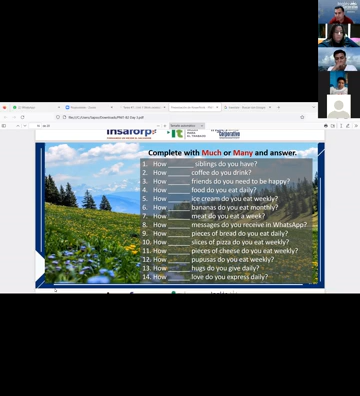 insaforp
Complete with Much or Many and answer.
1. How ______ siblings do you have?
2. How ______ coffee do you drink?
3. How ______ friends do you need to be happy?
4. How ______ food do you eat daily?
5. How ______ ice cream do you eat weekly?
6. How ______ bananas do you eat monthly?
7. How ______ meat do you eat a week?
8. How ______ messages do you receive in WhatsApp?
9. How ______ pieces of bread do you eat daily?
10. How ______ slices of pizza do you eat weekly?
11. How ______ pieces of cheese do you eat weekly?
12. How ______ pupusas do you eat weekly?
13. How ______ hugs do you give daily?
14. How ______ love do you express daily?